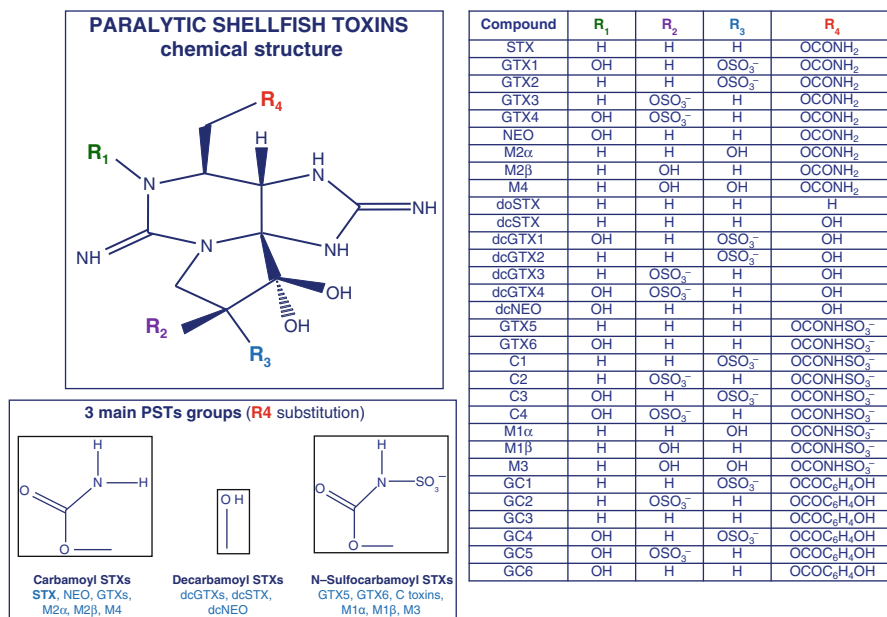 PARALYTIC SHELLFISH TOXINS
chemical structure
R4
H
H
R1
N
N
NH
N
NH
NH
OH
OH
R2
R3
3 main PSTs groups (R4 substitution)
H
N
H
O
O
O H
H
N
SO3−
O
O
Carbamoyl STXs
STX, NEO, GTXs,
M2α, M2β, M4
Decarbamoyl STXs
dcGTXs, dcSTX,
dcNEO
N–Sulfocarbamoyl STXs
GTX5, GTX6, C toxins,
M1α, M1β, M3
Compound R1 R2 R3 R4
STX H H H OCONH2
GTX1 OH H OSO3− OCONH2
GTX2 H H OSO3− OCONH2
GTX3 H OSO3− H OCONH2
GTX4 OH OSO3− H OCONH2
NEO OH H H OCONH2
M2α H H OH OCONH2
M2β H OH H OCONH2
M4 H OH OH OCONH2
doSTX H H H H
dcSTX H H H OH
dcGTX1 OH H OSO3− OH
dcGTX2 H H OSO3− OH
dcGTX3 H OSO3− H OH
dcGTX4 OH OSO3− H OH
dcNEO OH H H OH
GTX5 H H H OCONHSO3−
GTX6 OH H H OCONHSO3−
C1 H H OSO3− OCONHSO3−
C2 H OSO3− H OCONHSO3−
C3 OH H OSO3− OCONHSO3−
C4 OH OSO3− H OCONHSO3−
M1α H H OH OCONHSO3−
M1β H OH H OCONHSO3−
M3 H OH OH OCONHSO3−
GC1 H H OSO3− OCOC6H4OH
GC2 H OSO3− H OCOC6H4OH
GC3 H H H OCOC6H4OH
GC4 OH H OSO3− OCOC6H4OH
GC5 OH OSO3− H OCOC6H4OH
GC6 OH H H OCOC6H4OH